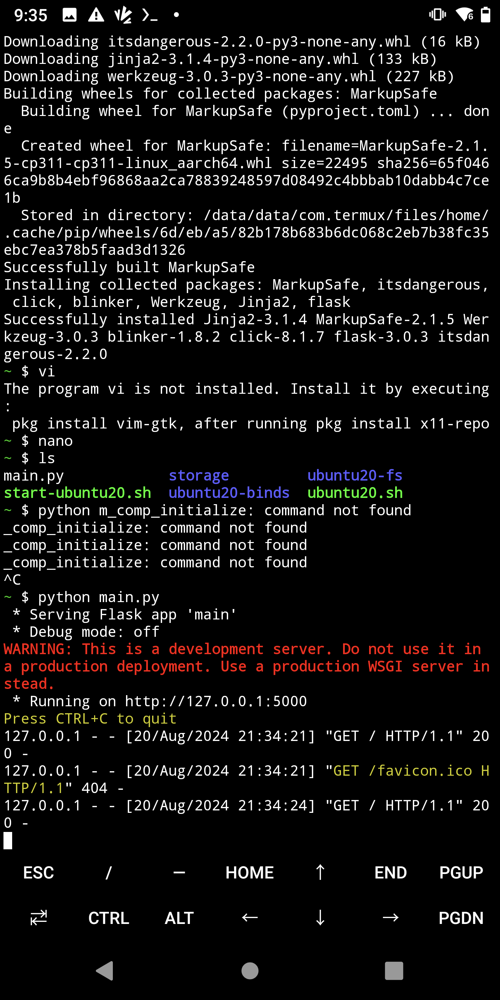 9:35
6
Downloading itsdangerous-2.2.0-py3-none-any.whl (16 kB)
Downloading jinja2-3.1.4-py3-none-any.whl (133 kB)
Downloading werkzeug-3.0.3-py3-none-any.whl (227 kB)
Building wheels for collected packages: MarkupSafe
  Building wheel for MarkupSafe (pyproject.toml) ... don
e
  Created wheel for MarkupSafe: filename=MarkupSafe-2.1.
5-cp311-cp311-linux_aarch64.whl size=22495 sha256=65f046
6ca9b8b4ebf96868aa2ca78839248597d08492c4bbbab10dabb4c7ce
1b
  Stored in directory: /data/data/com.termux/files/home/
.cache/pip/wheels/6d/eb/a5/82b178b683b6dc068c2eb7b38fc35
ebc7ea378b5faad3d1326
Successfully built MarkupSafe
Installing collected packages: MarkupSafe, itsdangerous,
 click, blinker, Werkzeug, Jinja2, flask
Successfully installed Jinja2-3.1.4 MarkupSafe-2.1.5 Wer
kzeug-3.0.3 blinker-1.8.2 click-8.1.7 flask-3.0.3 itsdan
gerous-2.2.0
~ $ vi
The program vi is not installed. Install it by executing
:
 pkg install vim-gtk, after running pkg install x11-repo
~ $ nano
~ $ ls
main.py            storage         ubuntu20-fs
start-ubuntu20.sh  ubuntu20-binds  ubuntu20.sh
~ $ python m_comp_initialize: command not found
_comp_initialize: command not found
_comp_initialize: command not found
_comp_initialize: command not found
^C
~ $ python main.py
 * Serving Flask app 'main'
 * Debug mode: off
WARNING: This is a development server. Do not use it in
a production deployment. Use a production WSGI server in
stead.
 * Running on http://127.0.0.1:5000
Press CTRL+C to quit
127.0.0.1 - - [20/Aug/2024 21:34:21] "GET / HTTP/1.1" 20
0 -
127.0.0.1 - - [20/Aug/2024 21:34:21] "GET /favicon.ico H
TTP/1.1" 404 -
127.0.0.1 - - [20/Aug/2024 21:34:24] "GET / HTTP/1.1" 20
0 -
ESC / — HOME ↑ END PGUP
CTRL ALT ← ↓ → PGDN